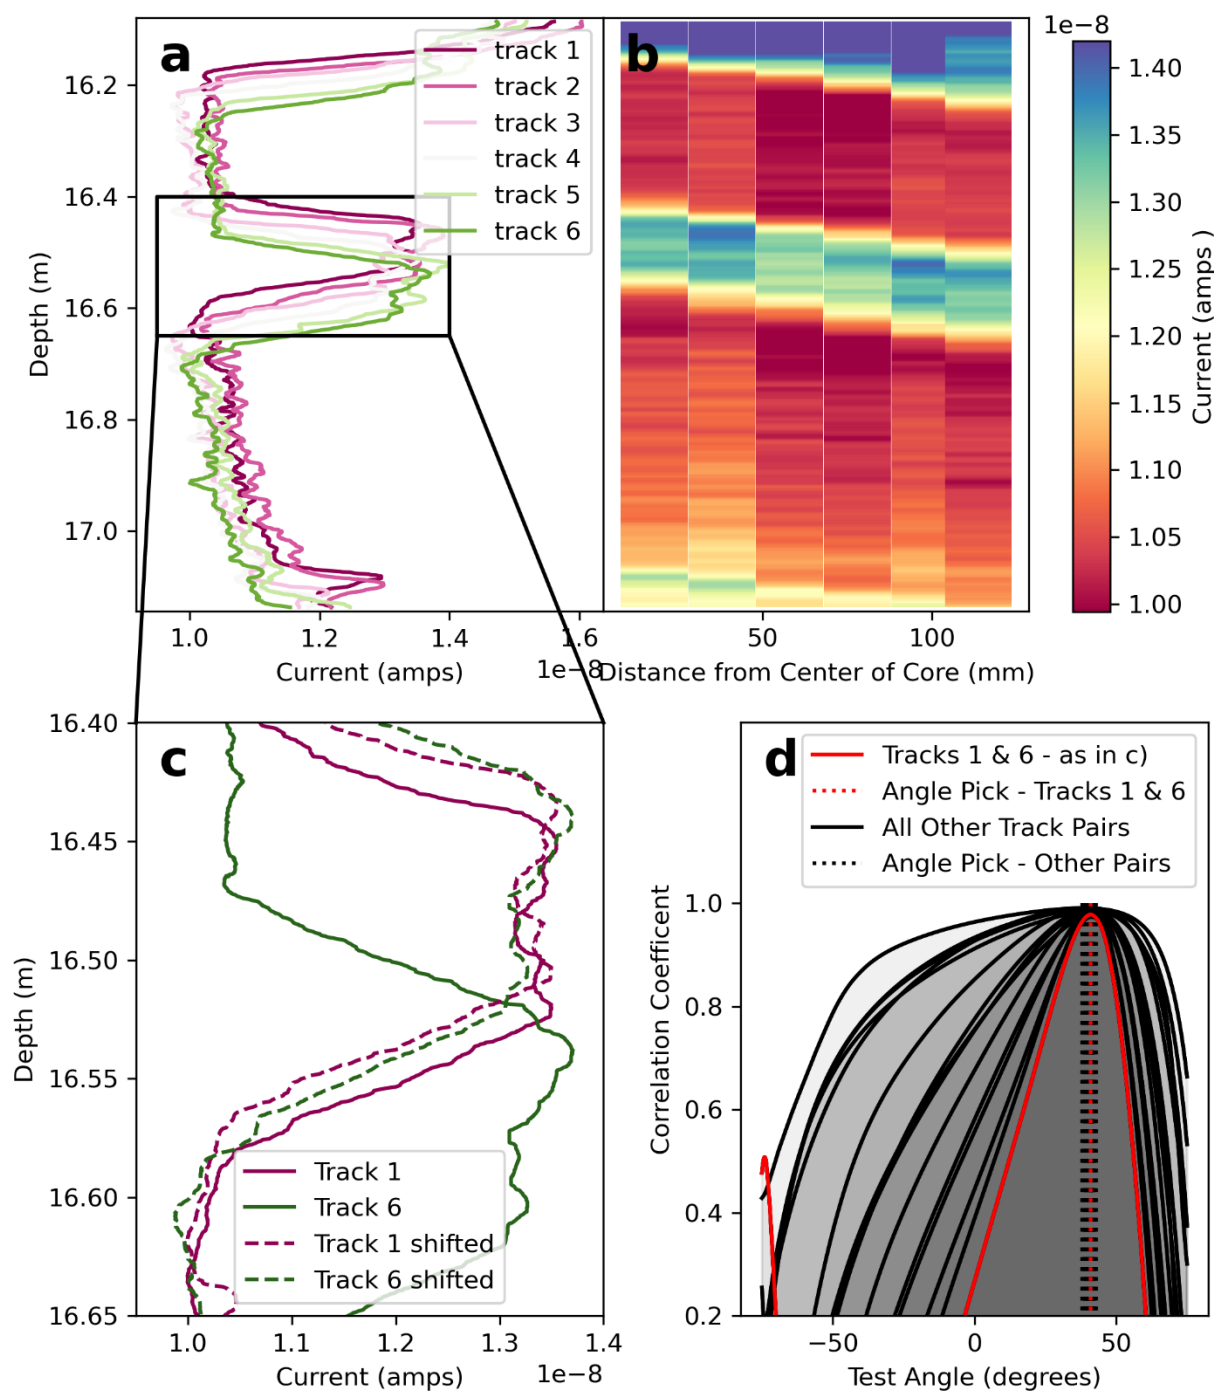 a
track 1
track 2
track 3
track 4
track 5
track 6
16.2
16.4
16.6
16.8
17.0
Depth (m)
1.0
1.2
1.4
1.6
1e−8
Current (amps)
b
50
100
Distance from Center of Core (mm)
1e−8
1.40
1.35
1.30
1.25
1.20
1.15
1.10
1.05
1.00
Current (amps )
c
16.40
16.45
16.50
16.55
16.60
16.65
Depth (m)
Track 1
Track 6
Track 1 shifted
Track 6 shifted
1.0
1.1
1.2
1.3
1.4
1e−8
Current (amps)
d
Tracks 1 & 6 - as in c)
Angle Pick - Tracks 1 & 6
All Other Track Pairs
Angle Pick - Other Pairs
1.0
0.8
0.6
0.4
0.2
Correlation Coefficent
−50
0
50
Test Angle (degrees)